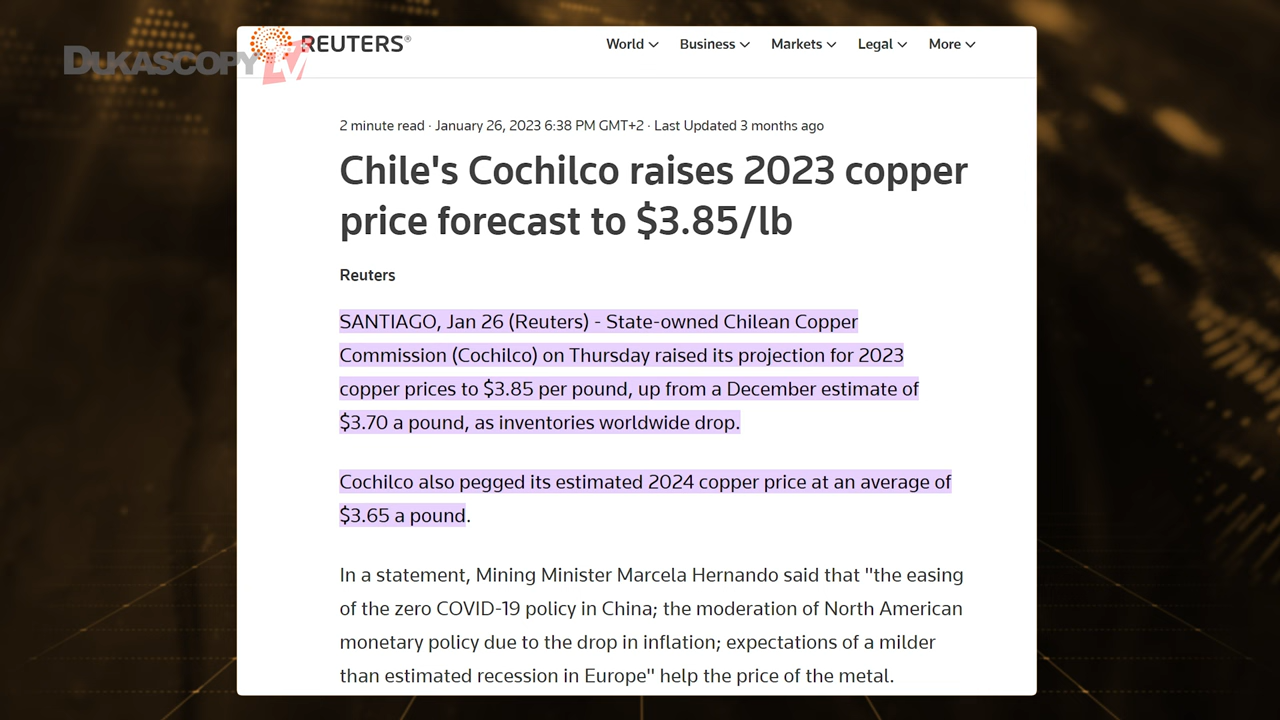 DUKASCOPY TV
REUTERS®
World Business Markets Legal More
2 minute read · January 26, 2023 6:38 PM GMT+2 · Last Updated 3 months ago
Chile's Cochilco raises 2023 copper
price forecast to $3.85/lb
Reuters
SANTIAGO, Jan 26 (Reuters) - State-owned Chilean Copper
Commission (Cochilco) on Thursday raised its projection for 2023
copper prices to $3.85 per pound, up from a December estimate of
$3.70 a pound, as inventories worldwide drop.
Cochilco also pegged its estimated 2024 copper price at an average of
$3.65 a pound.
In a statement, Mining Minister Marcela Hernando said that "the easing
of the zero COVID-19 policy in China; the moderation of North American
monetary policy due to the drop in inflation; expectations of a milder
than estimated recession in Europe" help the price of the metal.